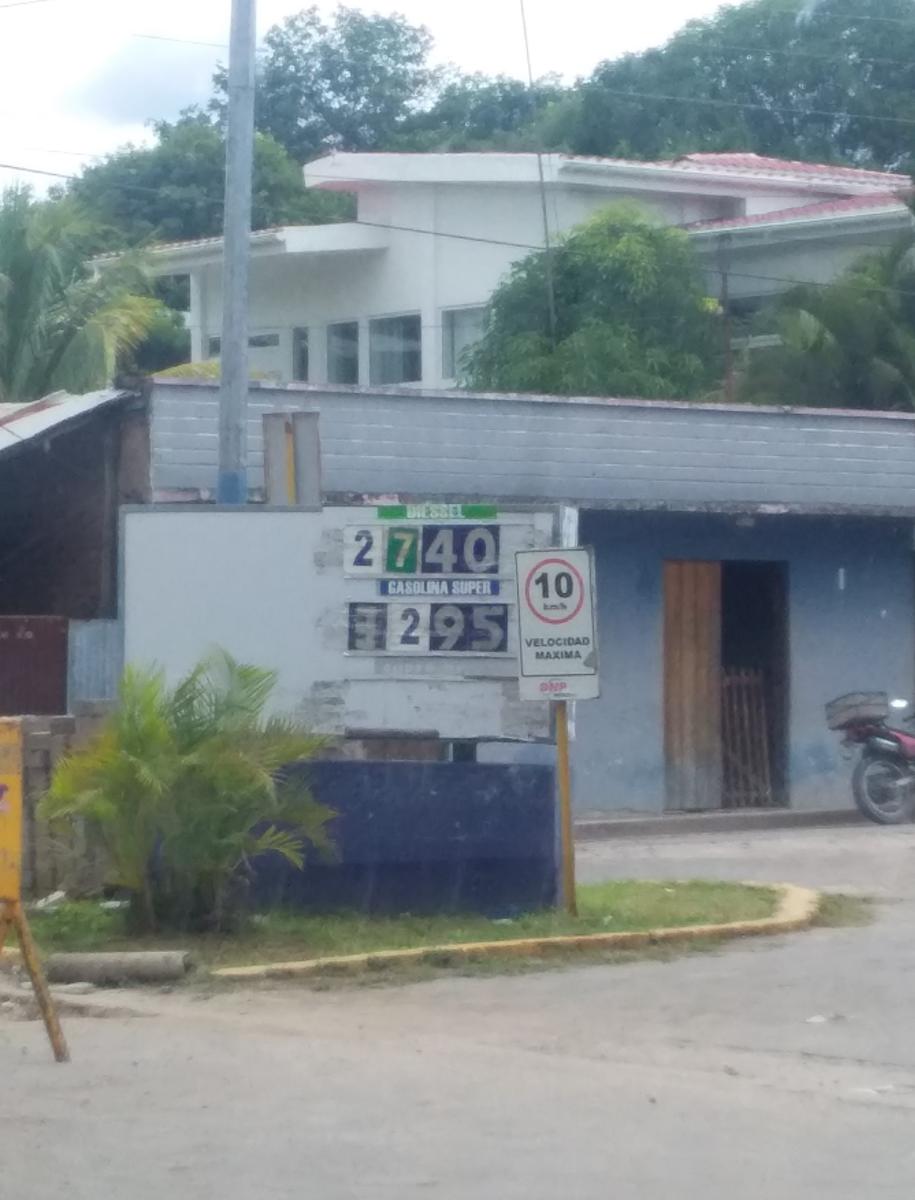 DIESSEL
2740
GASOLINA SUPER
3295
10
km/h
VELOCIDAD
MAXIMA
DNP